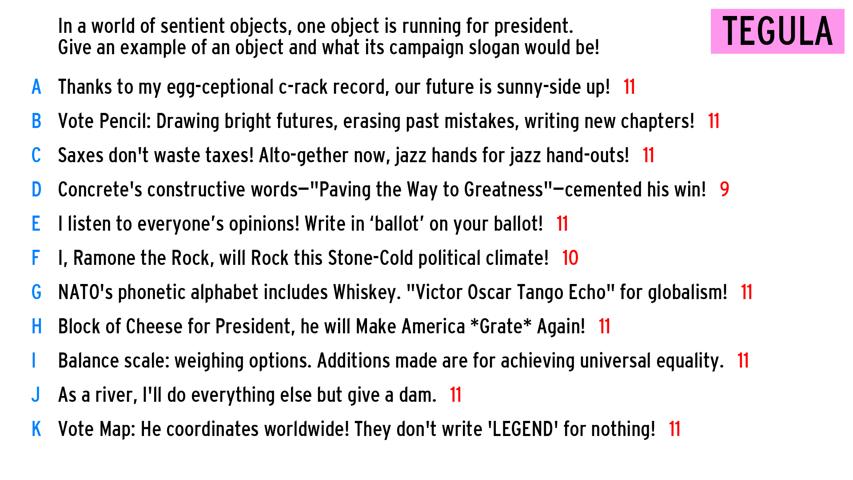 In a world of sentient objects, one object is running for president.
Give an example of an object and what its campaign slogan would be!
TEGULA
A Thanks to my egg-ceptional c-rack record, our future is sunny-side up! 11
B Vote Pencil: Drawing bright futures, erasing past mistakes, writing new chapters! 11
C Saxes don't waste taxes! Alto-gether now, jazz hands for jazz hand-outs! 11
D Concrete's constructive words—"Paving the Way to Greatness"—cemented his win! 9
E I listen to everyone’s opinions! Write in ‘ballot’ on your ballot! 11
F I, Ramone the Rock, will Rock this Stone-Cold political climate! 10
G NATO's phonetic alphabet includes Whiskey. "Victor Oscar Tango Echo" for globalism! 11
H Block of Cheese for President, he will Make America *Grate* Again! 11
I Balance scale: weighing options. Additions made are for achieving universal equality. 11
J As a river, I'll do everything else but give a dam. 11
K Vote Map: He coordinates worldwide! They don't write 'LEGEND' for nothing! 11